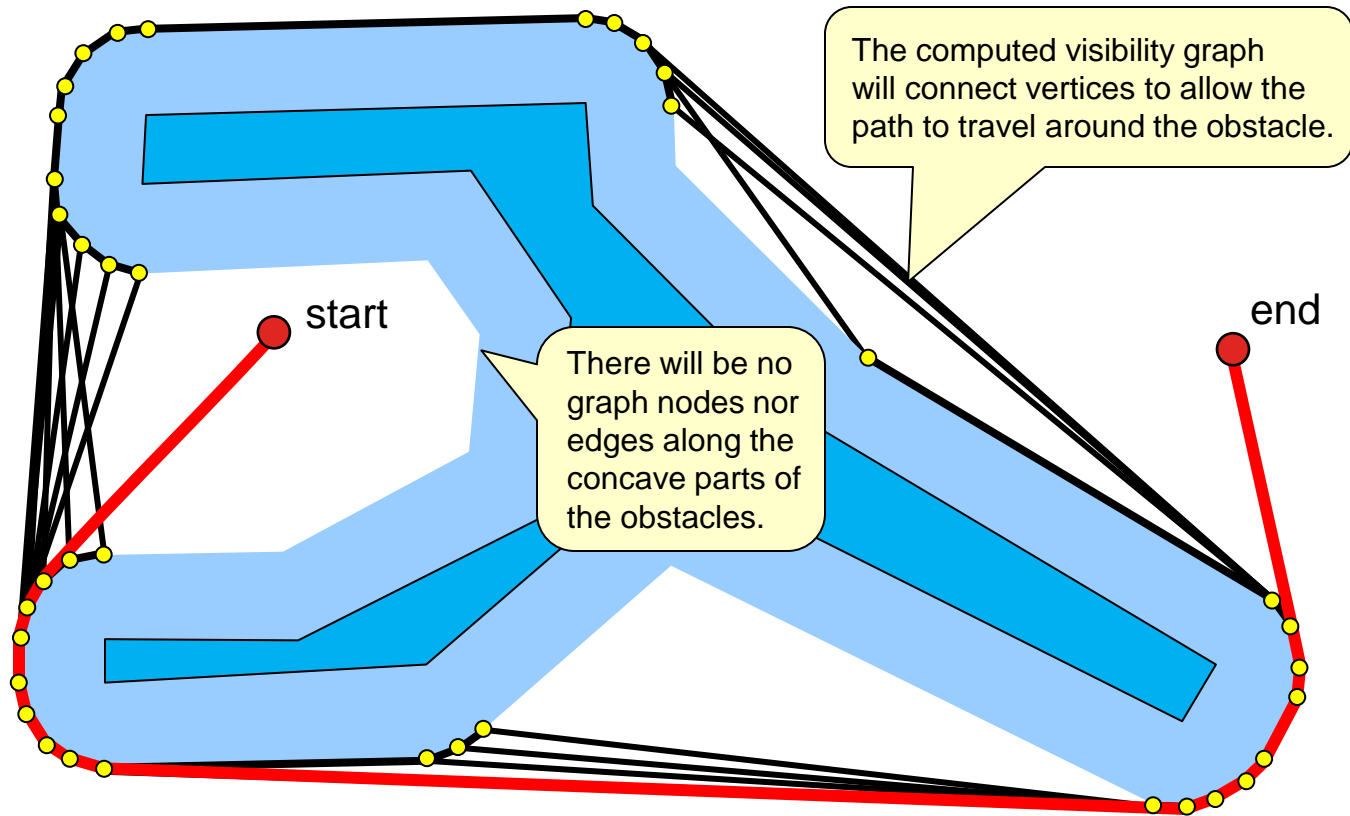 The computed visibility graph
will connect vertices to allow the
path to travel around the obstacle.
start
end
There will be no
graph nodes nor
edges along the
concave parts of
the obstacles.